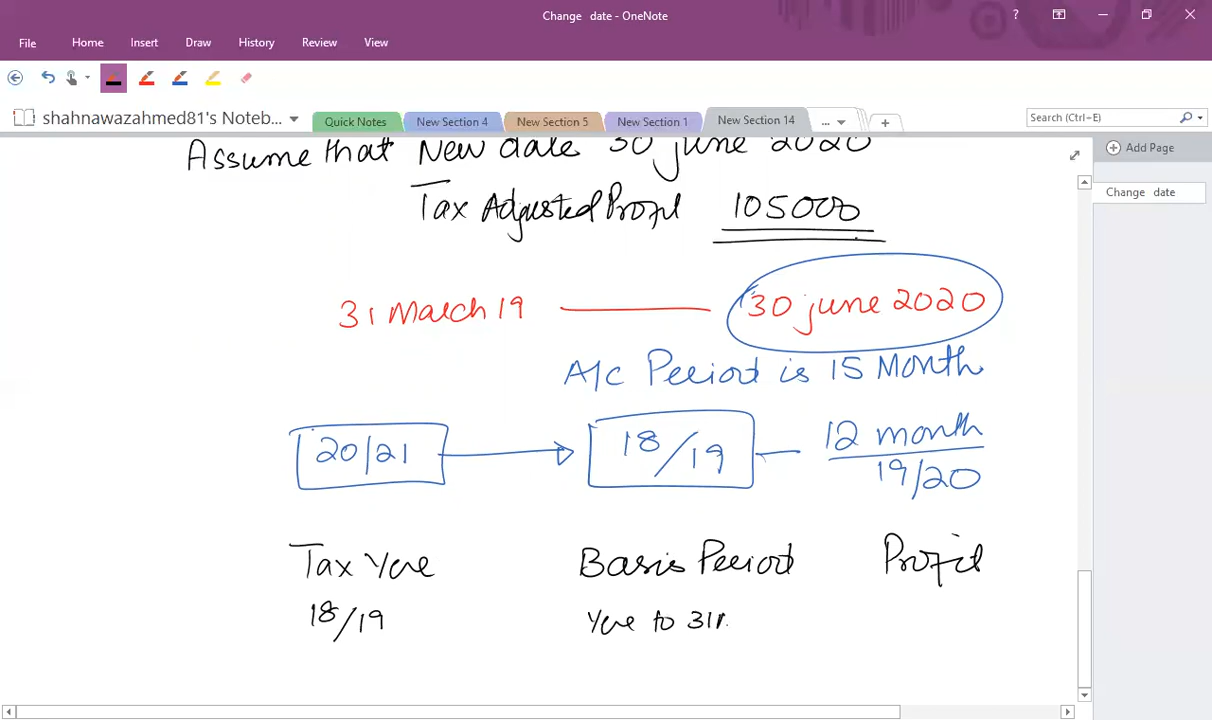 Change date - OneNote
?
File Home Insert Draw History Review View
shahnawazahmed81's Noteb... Quick Notes New Section 4 New Section 5 New Section 1 New Section 14 ... Search (Ctrl+E)
Add Page
Change date
Assume that New date 30 june 2020
Tax Adjusted Profit 105000
31 March 19 30 june 2020
A/c Period is 15 Month
20/21 18/19 12 month
19/20
Tax Year Basis Period Profit
18/19 Year to 31